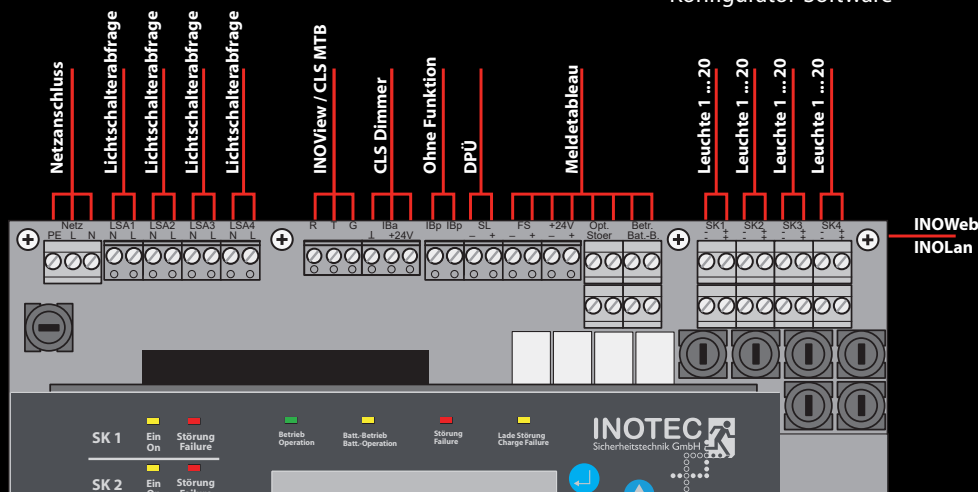 Konfigurator-Software
Netzanschluss
Lichtschalterabfrage
Lichtschalterabfrage
Lichtschalterabfrage
Lichtschalterabfrage
INOView / CLS MTB
CLS Dimmer
Ohne Funktion
DPÜ
Meldetableau
Leuchte 1 ...20
Leuchte 1 ...20
Leuchte 1 ...20
Leuchte 1 ...20
Netz LSA1 LSA2 LSA3 LSA4 R T G IBa IBp IBp SL FS +24V Opt. Betr. SK1 SK2 SK3 SK4
PE L N N L N L N L N L ⊥ +24V – + – + – + Stoer Bat.-B. - + - + - + - +
INOWeb
INOLan
SK 1 Ein Störung
On Failure
Betrieb
Operation
Batt.-Betrieb
Batt.-Operation
Störung
Failure
Lade Störung
Charge Failure
INOTEC
Sicherheitstechnik GmbH
SK 2 Ein Störung